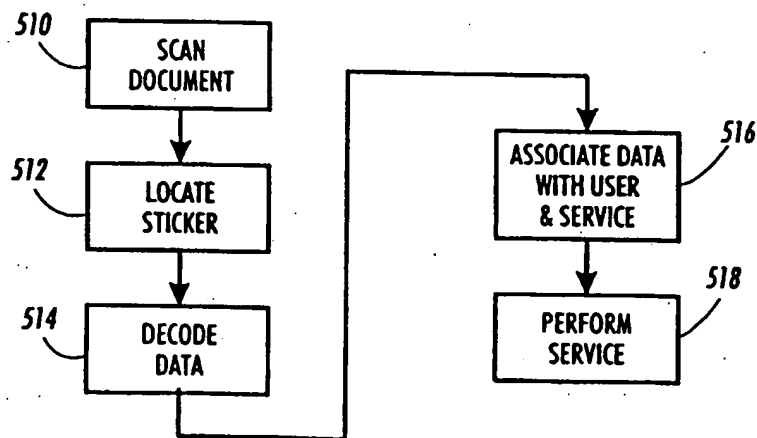 510
SCAN
DOCUMENT
512
LOCATE
STICKER
514
DECODE
DATA
516
ASSOCIATE DATA
WITH USER
& SERVICE
518
PERFORM
SERVICE